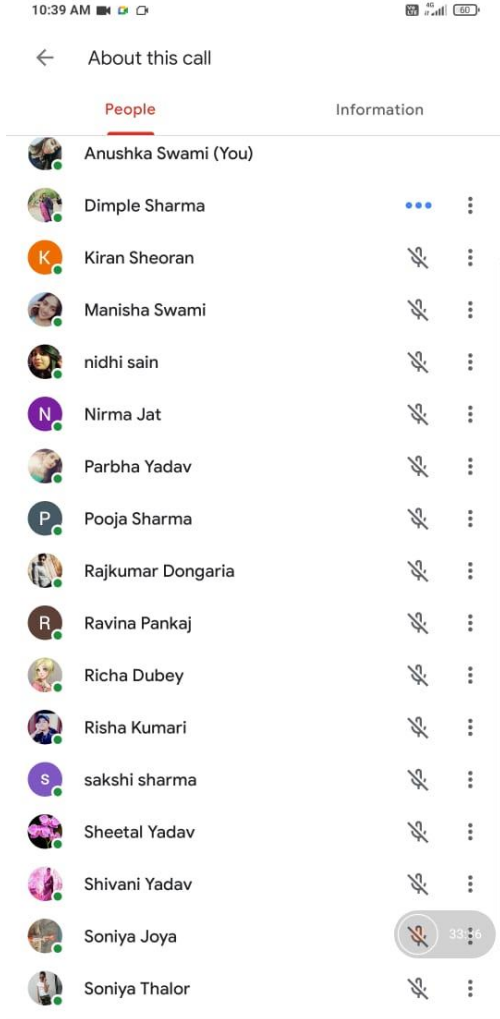 10:39 AM 4G 60
About this call
People Information
Anushka Swami (You)
Dimple Sharma
K Kiran Sheoran
Manisha Swami
nidhi sain
N Nirma Jat
Parbha Yadav
P Pooja Sharma
Rajkumar Dongaria
R Ravina Pankaj
Richa Dubey
Risha Kumari
s sakshi sharma
Sheetal Yadav
Shivani Yadav
Soniya Joya
Soniya Thalor